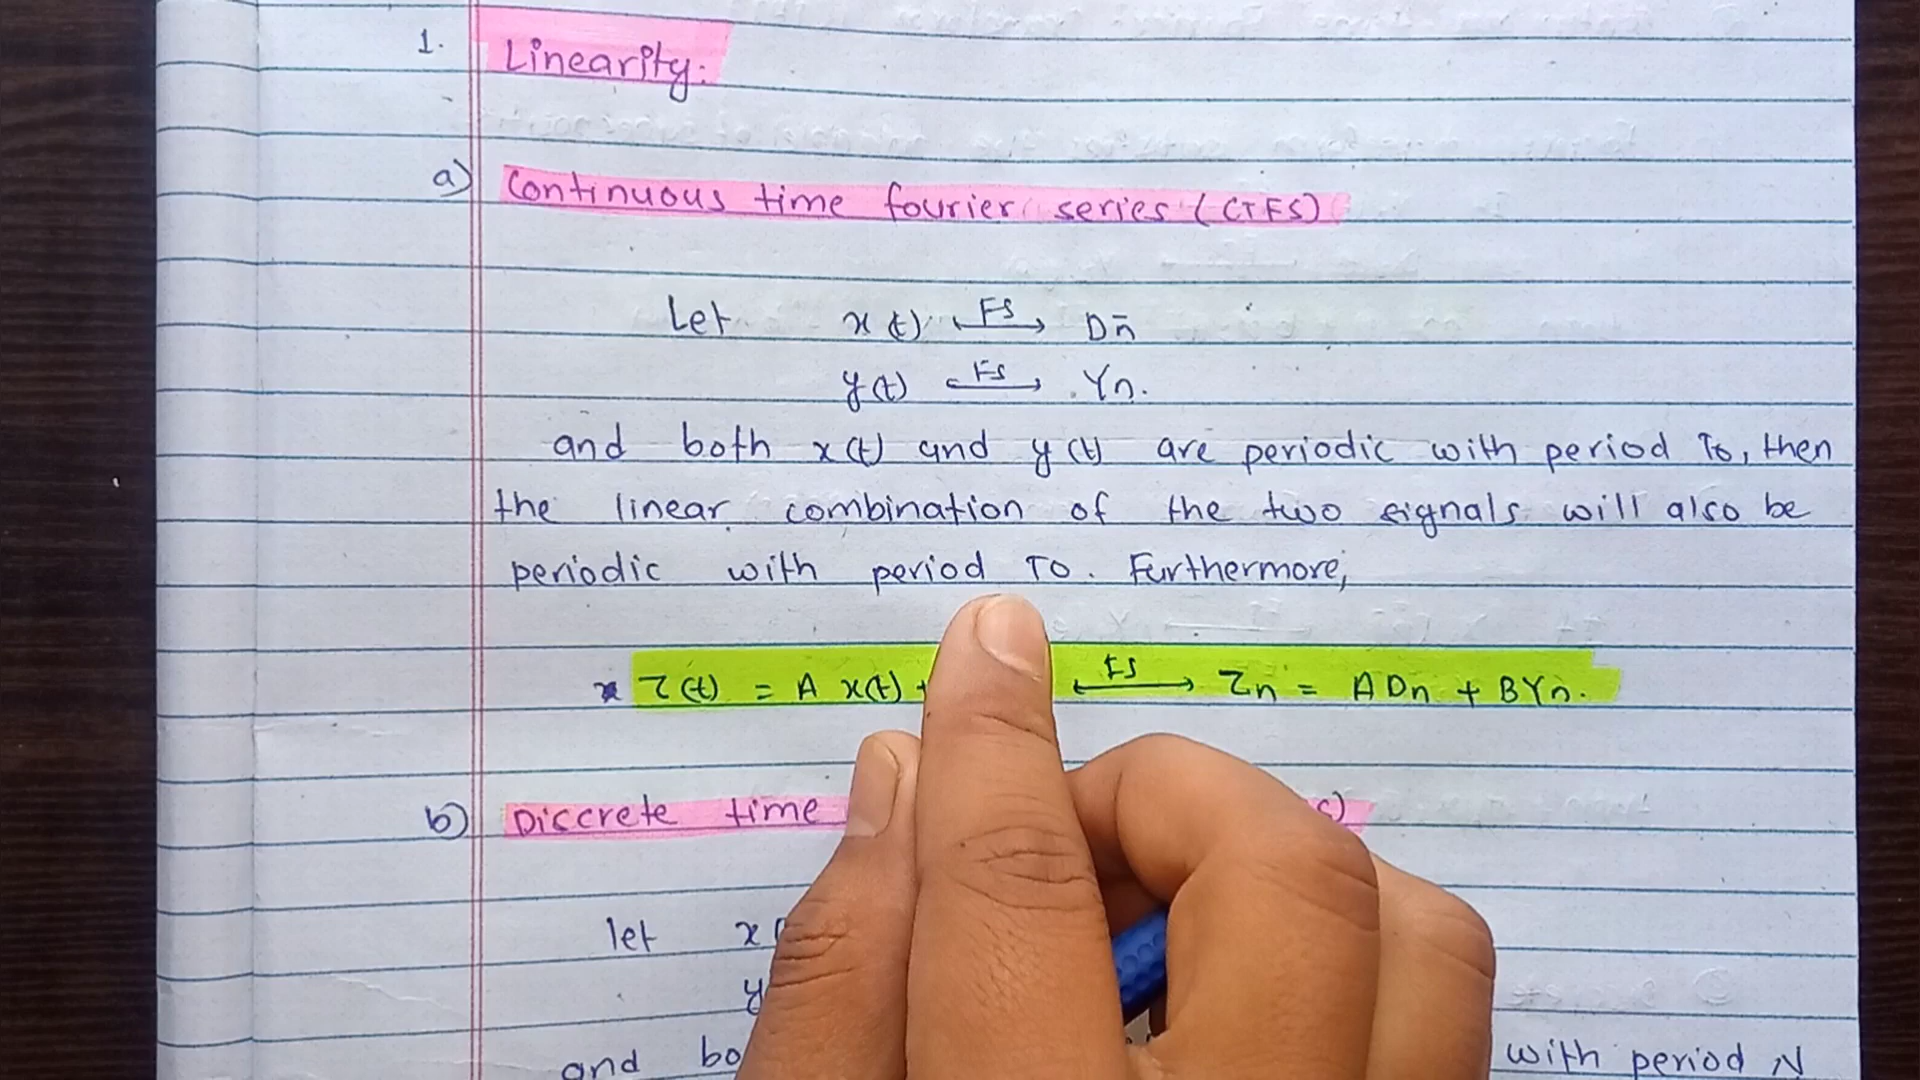 1. Linearity:
a) Continuous time fourier series (CTFS)
Let x(t) ←FS→ Dn
y(t) ←FS→ Yn.
and both x(t) and y(t) are periodic with period To, then
the linear combination of the two signals will also be
periodic with period To. Furthermore,
Z(t) = A x(t) + ←FS→ Zn = ADn + BYn.
b) Discrete time
let x
y
and with period N